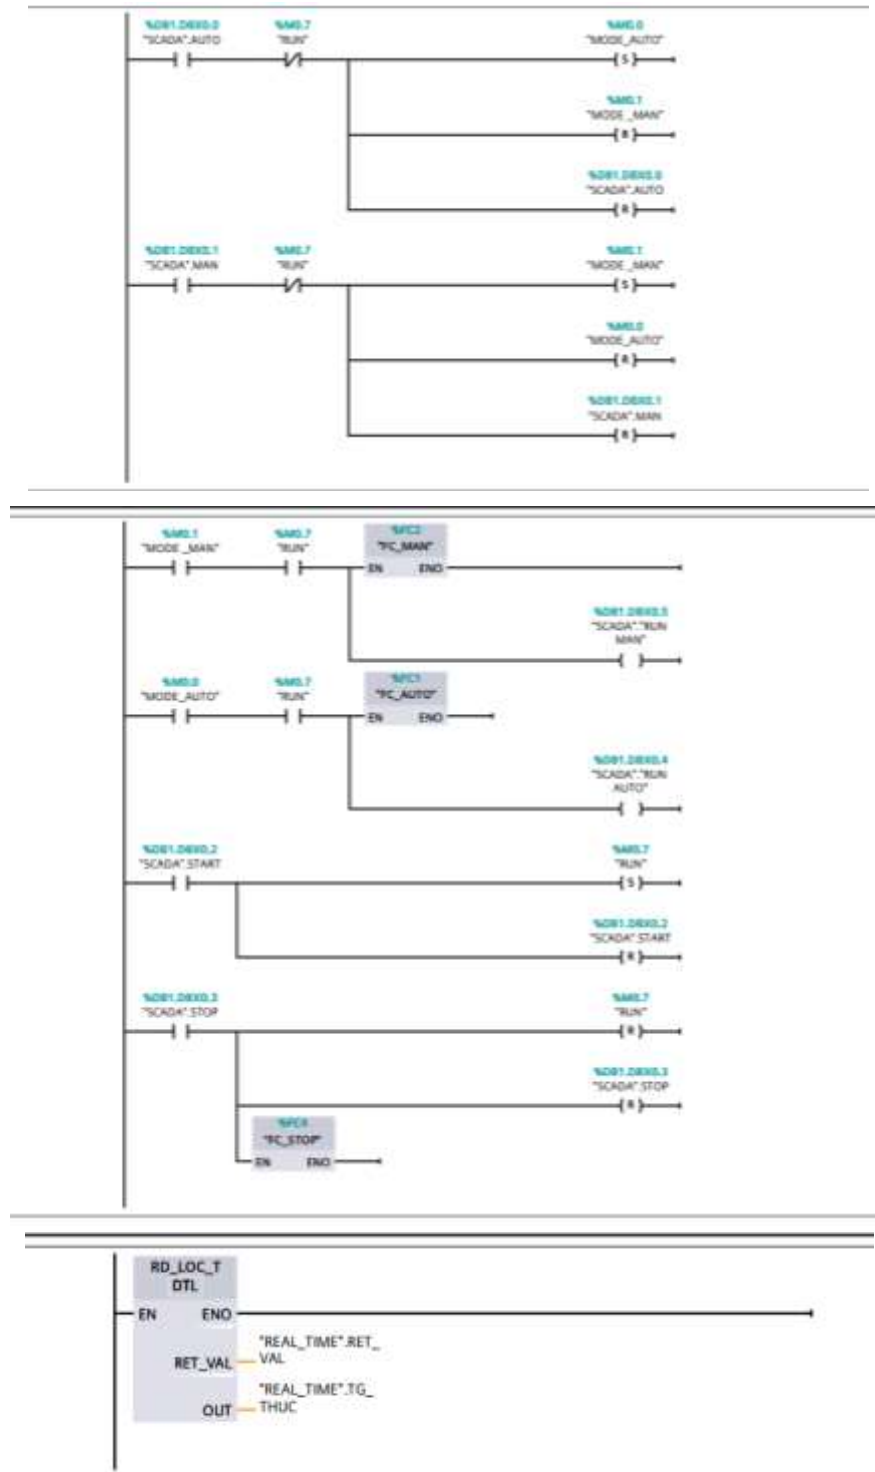 %DB1.DBX0.0 %M0.7 %M0.0
"SCADA".AUTO "RUN" "MODE_AUTO"
S
%M0.1
"MODE _MAN"
R
%DB1.DBX0.0
"SCADA".AUTO
R
%DB1.DBX0.1 %M0.7 %M0.1
"SCADA".MAN "RUN" "MODE _MAN"
S
%M0.0
"MODE_AUTO"
R
%DB1.DBX0.1
"SCADA".MAN
R
%M0.1 %M0.7 %FC2
"MODE _MAN" "RUN" "FC_MAN"
EN ENO
%DB1.DBX0.5
"SCADA"."RUN
MAN"
%M0.0 %M0.7 %FC1
"MODE_AUTO" "RUN" "FC_AUTO"
EN ENO
%DB1.DBX0.4
"SCADA"."RUN
AUTO"
%DB1.DBX0.2 %M0.7
"SCADA".START "RUN"
S
%DB1.DBX0.2
"SCADA".START
R
%DB1.DBX0.3 %M0.7
"SCADA".STOP "RUN"
R
%DB1.DBX0.3
"SCADA".STOP
R
"FC_STOP"
EN ENO
RD_LOC_T
DTL
EN ENO
"REAL_TIME".RET_
RET_VAL VAL
"REAL_TIME".TG_
OUT THUC